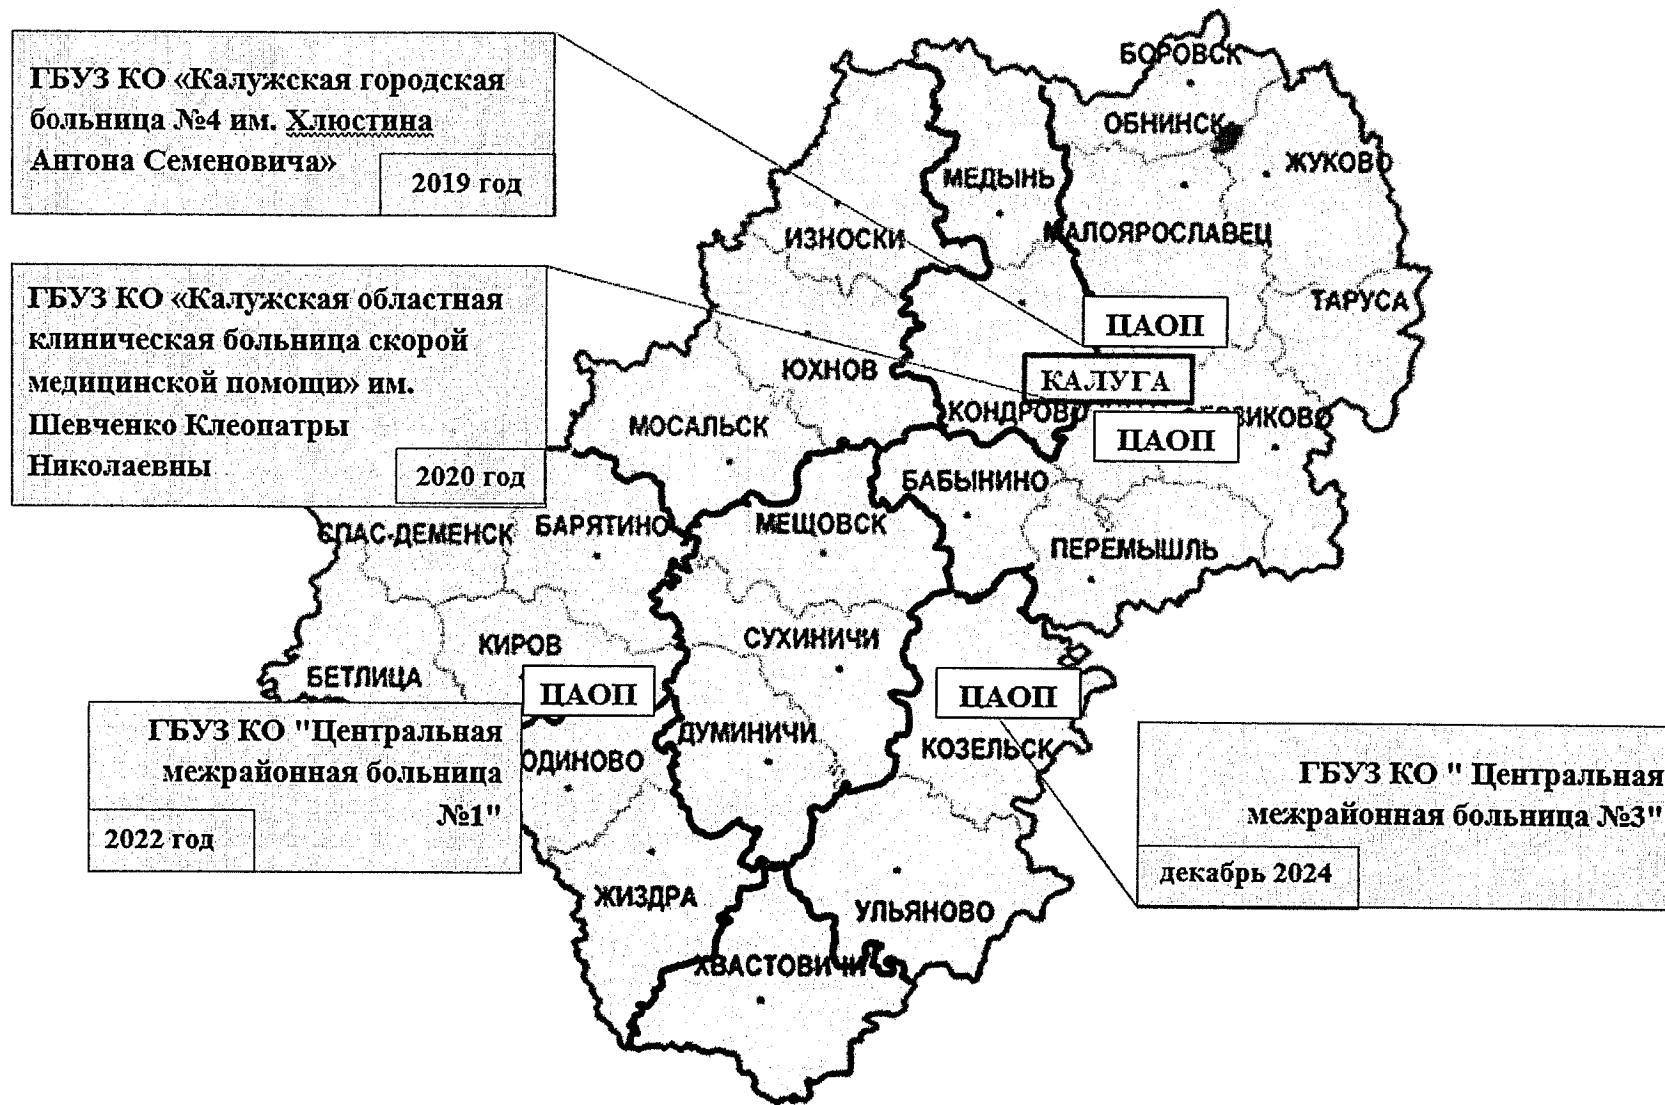 ГБУЗ КО «Калужская городская
больница №4 им. Хлюстина
Антона Семеновича»
2019 год
ГБУЗ КО «Калужская областная
клиническая больница скорой
медицинской помощи» им.
Шевченко Клеопатры
Николаевны
2020 год
БОРОВСК
ОБНИНСК
ЖУКОВО
МЕДЫНЬ
МАЛОЯРОСЛАВЕЦ
ИЗНОСКИ
ТАРУСА
ЦАОП
КАЛУГА
ЮХНОВ
КОНДРОВО
ВИКОВО
ЦАОП
МОСАЛЬСК
БАБЫНИНО
СПАС-ДЕМЕНСК
БАРЯТИНО
МЕЩОВСК
ПЕРЕМЫШЛЬ
КИРОВ
СУХИНИЧИ
БЕТЛИЦА
ЦАОП
ЦАОП
ДУМИНИЧИ
КОЗЕЛЬСК
ОДИНОВО
ГБУЗ КО "Центральная
межрайонная больница
№1"
2022 год
ГБУЗ КО " Центральная
межрайонная больница №3"
декабрь 2024
ЖИЗДРА
УЛЬЯНОВО
ХВАСТОВИЧИ